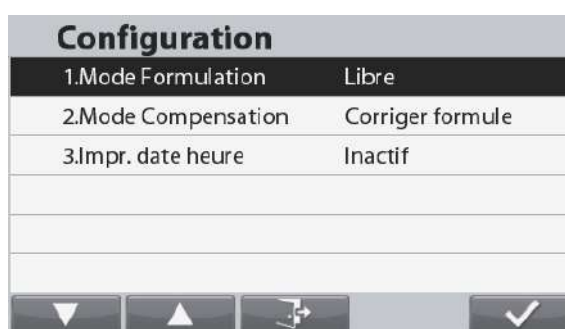 Configuration
1.Mode Formulation Libre
2.Mode Compensation Corriger formule
3.Impr. date heure Inactif